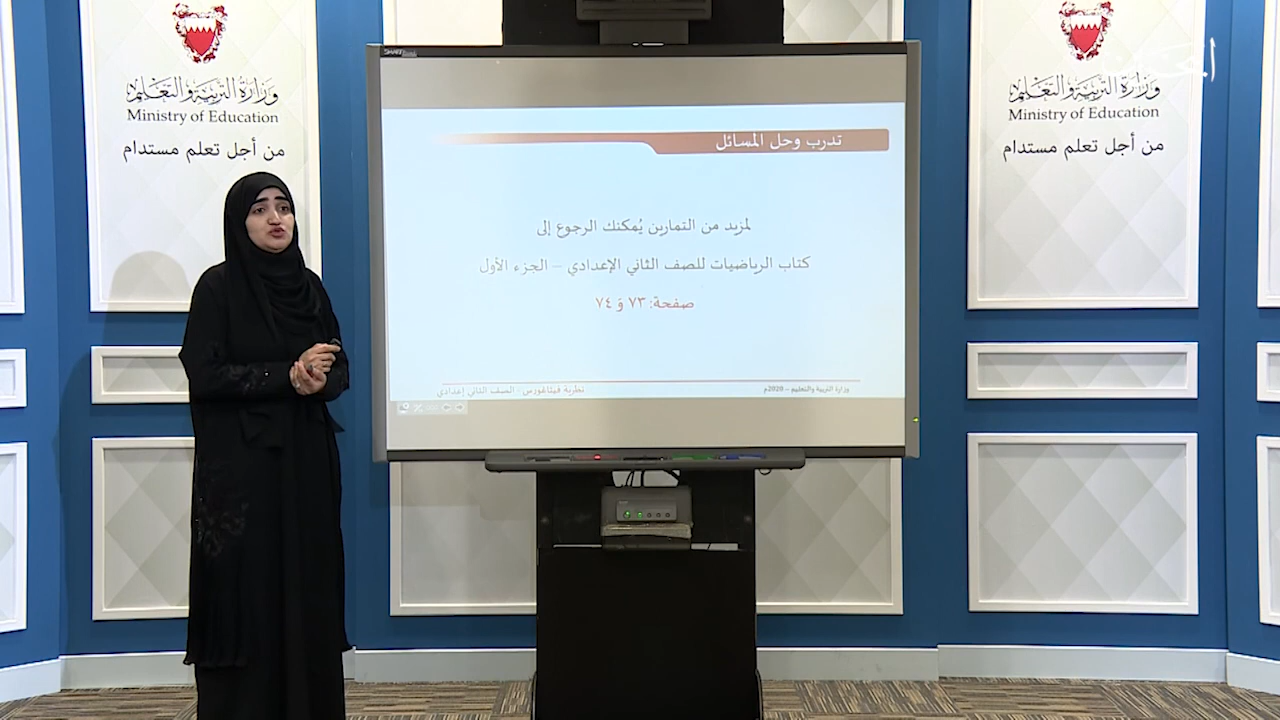 وزارة التربية والتعليم
Ministry of Education
من أجل تعلم مستدام
وزارة التربية والتعليم
Ministry of Education
من أجل تعلم مستدام
تدرب وحل المسائل
لمزيد من التمارين يُمكنك الرجوع إلى
كتاب الرياضيات للصف الثاني الإعدادي – الجزء الأول
صفحة: ٧٣ وَ ٧٤
وزارة التربية والتعليم – 2020م
نظرية فيثاغورس - الصف الثاني إعدادي